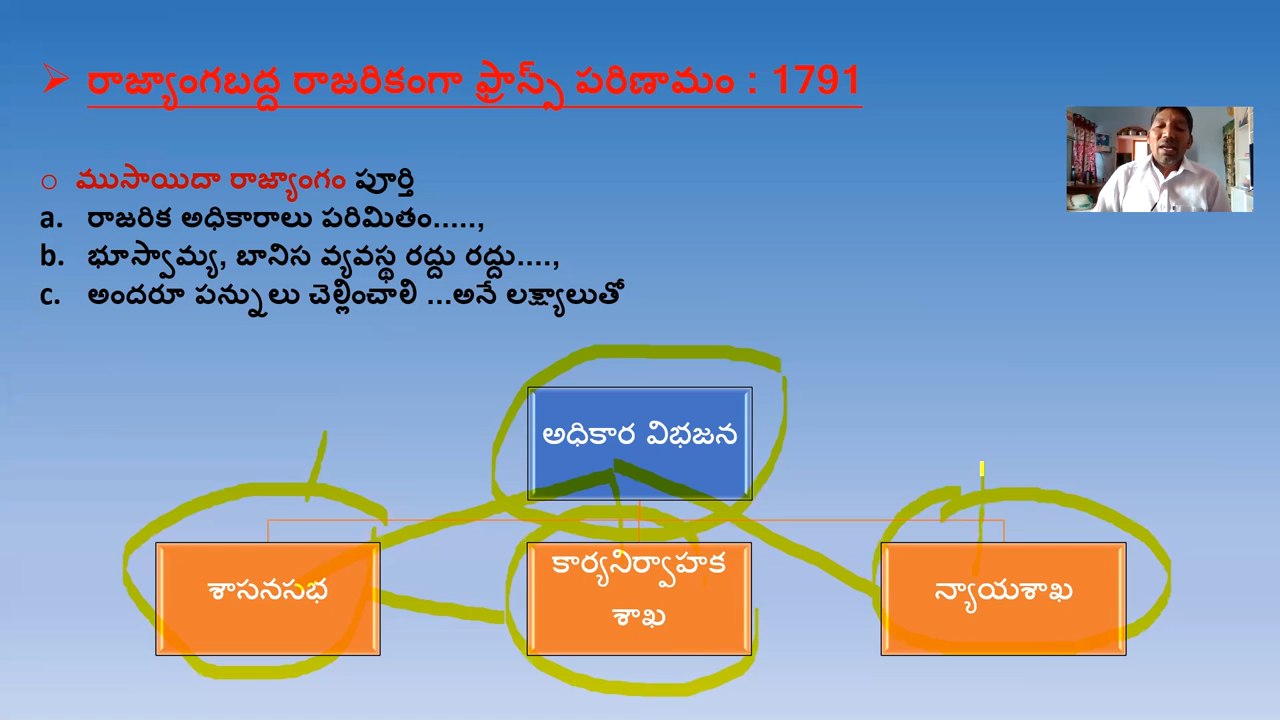 ➢ రాజ్యాంగబద్ద రాజరికంగా ఫ్రాన్స్ పరిణామం : 1791
o ముసాయిదా రాజ్యాంగం పూర్తి
a. రాజరిక అధికారాలు పరిమితం.....,
b. భూస్వామ్య, బానిస వ్యవస్థ రద్దు రద్దు....,
c. అందరూ పన్నులు చెల్లించాలి ...అనే లక్ష్యాలుతో
అధికార విభజన
శాసనసభ
కార్యనిర్వాహక
శాఖ
న్యాయశాఖ